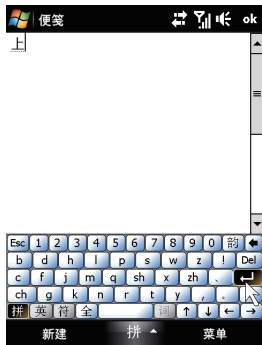 便笺 ok
上
Esc 1 2 3 4 5 6 7 8 9 0 韵
b d h l p s w z ! Del
c f j m q sh x zh 、
ch g k n r t y , 。
拼 英 符 全 词 ↑ ↓ ← →
新建 拼 菜单